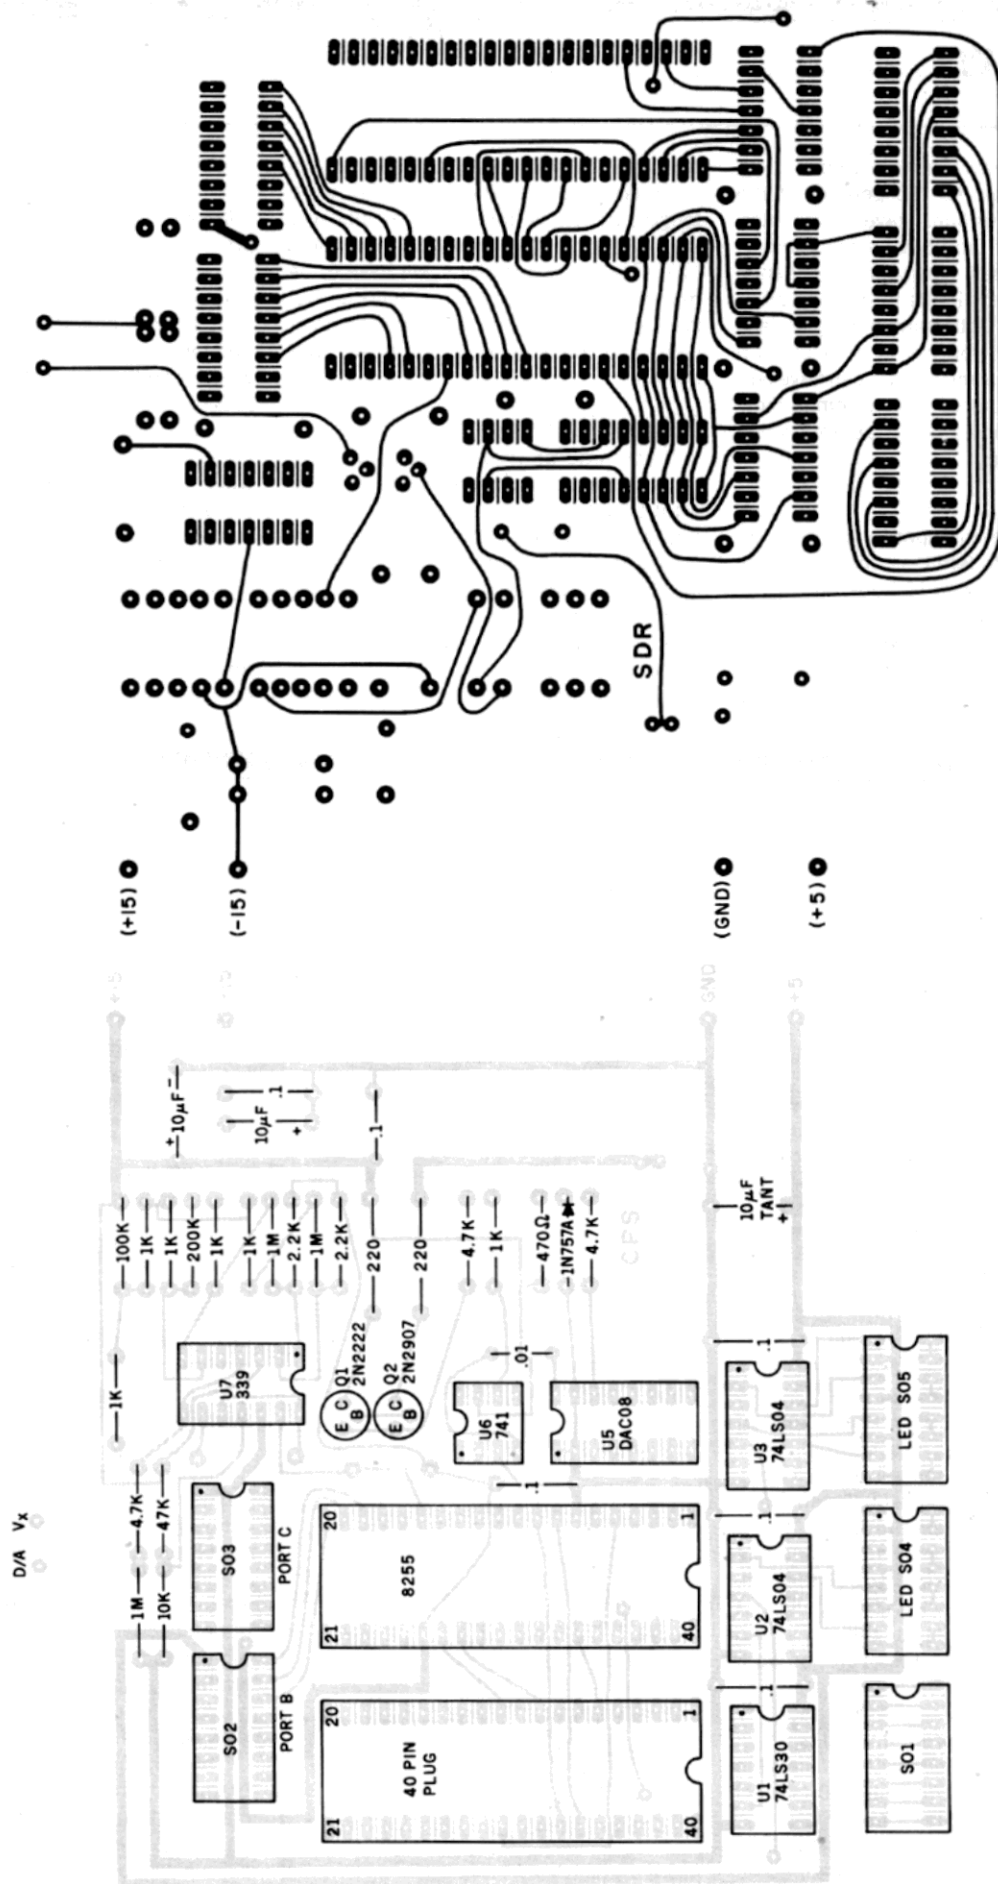 SDR
(+15)
(-15)
(GND)
(+5)
GND
+5
+ 10µF -
10µF
+
.1
.1
100K
1K
1K
200K
1K
1K
1M
2.2K
1M
2.2K
220
220
4.7K
1K
470Ω
1N757A
4.7K
CPS
10µF
TANT
+
D/A Vx
1K
1M
4.7K
10K
47K
U7
339
Q1
2N2222
E C
B
Q2
2N2907
E C
B
.01
U6
741
U5
DAC08
.1
U3
74LS04
.1
LED SO5
SO3
PORT C
20
1
8255
21
40
U2
74LS04
.1
LED SO4
SO2
PORT B
20
1
40 PIN
PLUG
21
40
U1
74LS30
.1
SO1